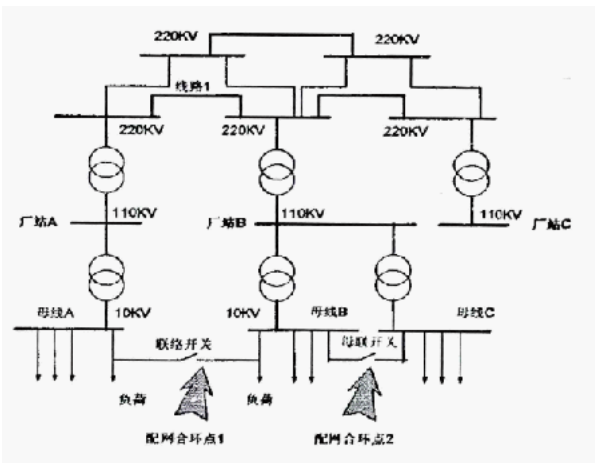 220KV
220KV
线路1
220KV
220KV
220KV
厂站A
110KV
厂站B
110KV
110KV
厂站C
母线A
10KV
10KV
母线B
母线C
联络开关
母联开关
负荷
负荷
配网合环点1
配网合环点2